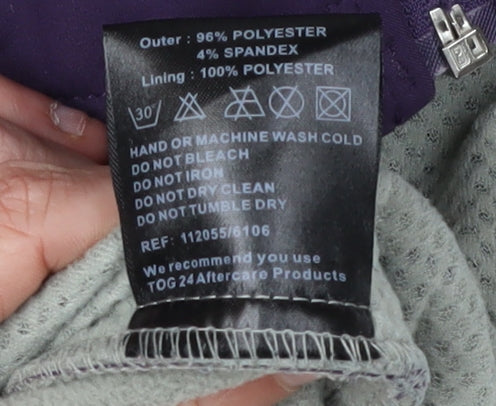 Outer : 96% POLYESTER
4% SPANDEX
Lining : 100% POLYESTER
30°
HAND OR MACHINE WASH COLD
DO NOT BLEACH
DO NOT IRON
DO NOT DRY CLEAN
DO NOT TUMBLE DRY
REF: 112055/6106
We recommend you use
TOG 24 Aftercare Products